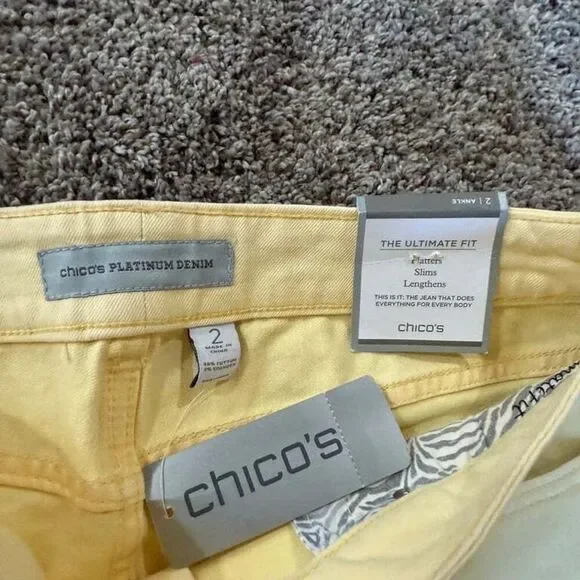 2 | ANKLE
THE ULTIMATE FIT
Flatters
Slims
Lengthens
THIS IS IT: THE JEAN THAT DOES
EVERYTHING FOR EVERY BODY
chico's
chico's PLATINUM DENIM
2
MADE IN
CHINA
COTTON
chico's